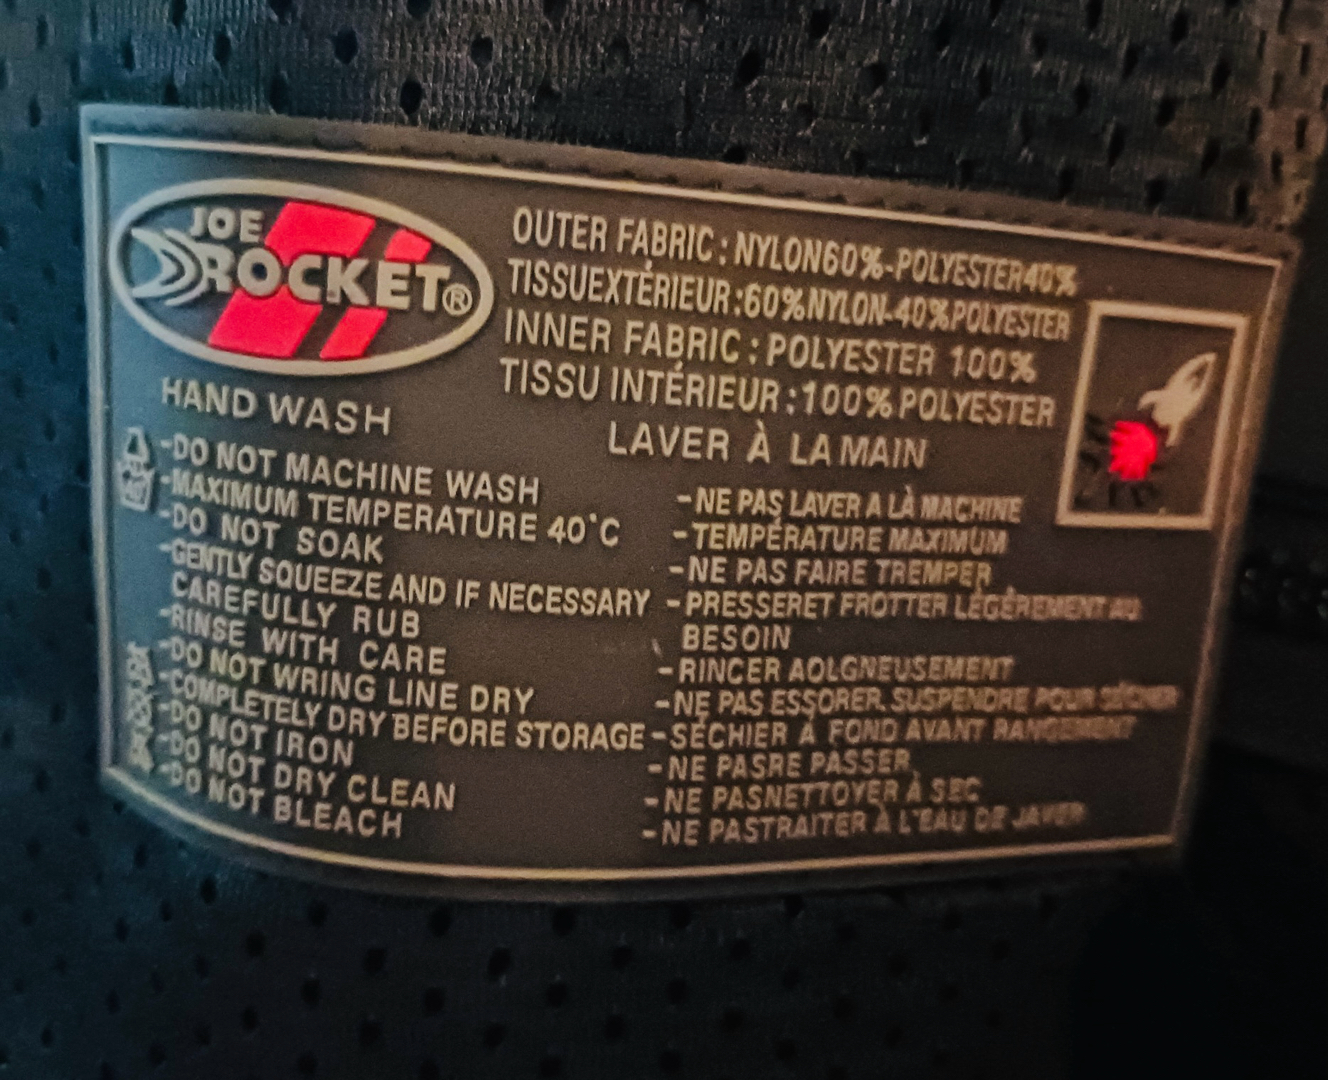 JOE
ROCKET®
OUTER FABRIC : NYLON60%-POLYESTER40%
TISSUEXTÉRIEUR:60%NYLON-40%POLYESTER
INNER FABRIC : POLYESTER 100%
TISSU INTÉRIEUR:100%POLYESTER
HAND WASH
-DO NOT MACHINE WASH
-MAXIMUM TEMPERATURE 40°C
-DO NOT SOAK
-GENTLY SQUEEZE AND IF NECESSARY
CAREFULLY RUB
-RINSE WITH CARE
-DO NOT WRING LINE DRY
-COMPLETELY DRY BEFORE STORAGE
-DO NOT IRON
-DO NOT DRY CLEAN
-DO NOT BLEACH
LAVER À LA MAIN
-NE PAS LAVER A LÀ MACHINE
-TEMPÉRATURE MAXIMUM
-NE PAS FAIRE TREMPER
-PRESSERET FROTTER LÉGÉREMENT AU
BESOIN
-RINCER AOLGNEUSEMENT
-NE PAS ESSORER. SUSPENDRE POUR SÉCHER
-SÉCHIER À FOND AVANT RANGEMENT
-NE PASRE PASSER
-NE PASNETTOYER À SEC
-NE PASTRAITER À L'EAU DE JAVER